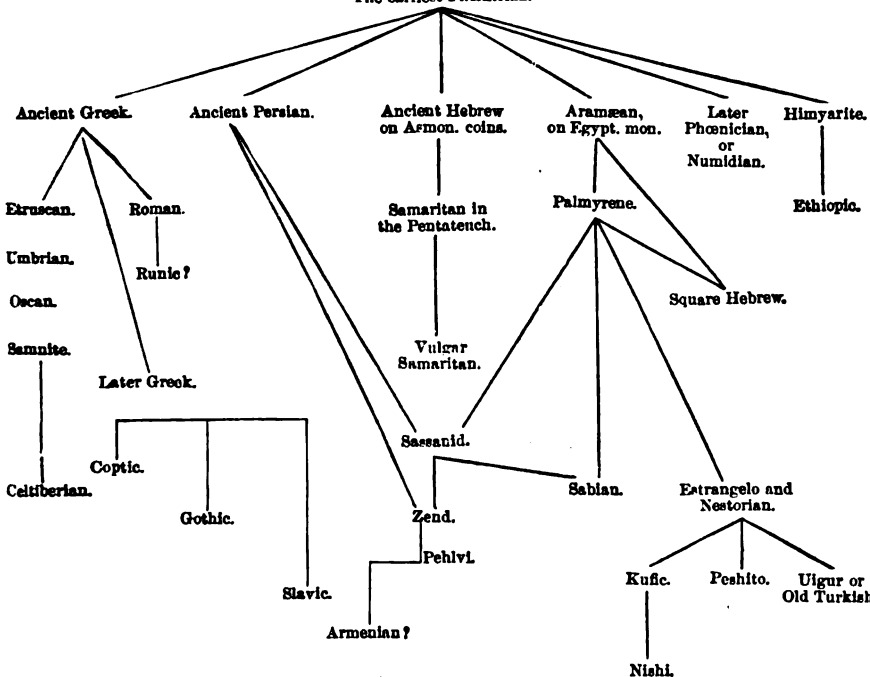 The earliest
Ancient Greek.
Ancient Persian.
Ancient Hebrew
on Asmon. coins.
Aramæan,
on Egypt. mon.
Later
Phœnician,
or
Numidian.
Himyarite.
Etruscan.
Roman.
Samaritan in
the Pentateuch.
Palmyrene.
Ethiopic.
Umbrian.
Runic?
Oscan.
Square Hebrew.
Samnite.
Vulgar
Samaritan.
Later Greek.
Sassanid.
Coptic.
Celtiberian.
Sabian.
Estrangelo and
Nestorian.
Gothic.
Zend.
Pehlvi.
Slavic.
Kufic.
Peshito.
Uigur or
Old Turkish
Armenian?
Nishi.